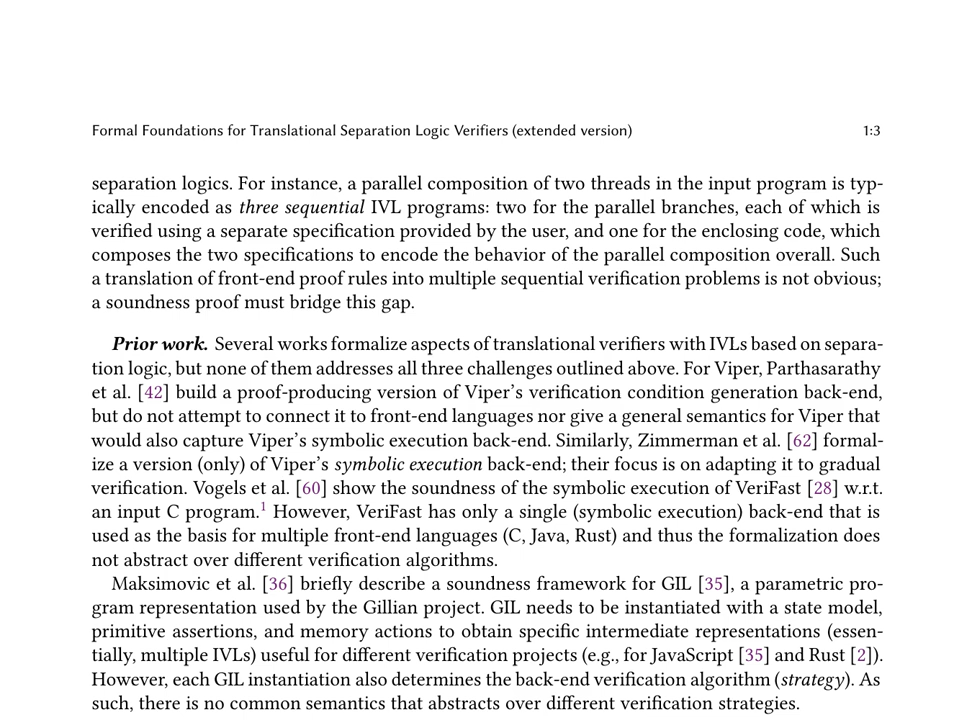 Formal Foundations for Translational Separation Logic Verifiers (extended version) 1:3
separation logics. For instance, a parallel composition of two threads in the input program is typ-
ically encoded as three sequential IVL programs: two for the parallel branches, each of which is
verified using a separate specification provided by the user, and one for the enclosing code, which
composes the two specifications to encode the behavior of the parallel composition overall. Such
a translation of front-end proof rules into multiple sequential verification problems is not obvious;
a soundness proof must bridge this gap.
Prior work. Several works formalize aspects of translational verifiers with IVLs based on separa-
tion logic, but none of them addresses all three challenges outlined above. For Viper, Parthasarathy
et al. [42] build a proof-producing version of Viper's verification condition generation back-end,
but do not attempt to connect it to front-end languages nor give a general semantics for Viper that
would also capture Viper's symbolic execution back-end. Similarly, Zimmerman et al. [62] formal-
ize a version (only) of Viper's symbolic execution back-end; their focus is on adapting it to gradual
verification. Vogels et al. [60] show the soundness of the symbolic execution of VeriFast [28] w.r.t.
an input C program.1 However, VeriFast has only a single (symbolic execution) back-end that is
used as the basis for multiple front-end languages (C, Java, Rust) and thus the formalization does
not abstract over different verification algorithms.
Maksimovic et al. [36] briefly describe a soundness framework for GIL [35], a parametric pro-
gram representation used by the Gillian project. GIL needs to be instantiated with a state model,
primitive assertions, and memory actions to obtain specific intermediate representations (essen-
tially, multiple IVLs) useful for different verification projects (e.g., for JavaScript [35] and Rust [2]).
However, each GIL instantiation also determines the back-end verification algorithm (strategy). As
such, there is no common semantics that abstracts over different verification strategies.